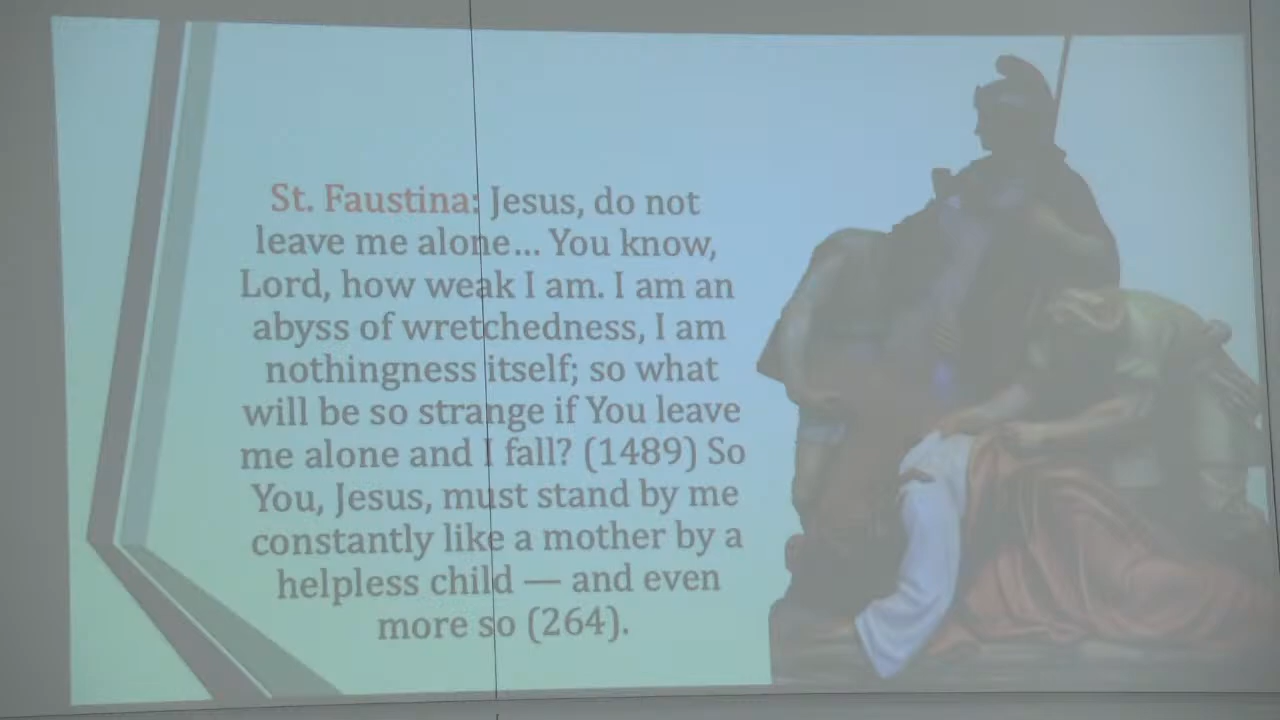 St. Faustina: Jesus, do not
leave me alone... You know,
Lord, how weak I am. I am an
abyss of wretchedness, I am
nothingness itself; so what
will be so strange if You leave
me alone and I fall? (1489) So
You, Jesus, must stand by me
constantly like a mother by a
helpless child — and even
more so (264).